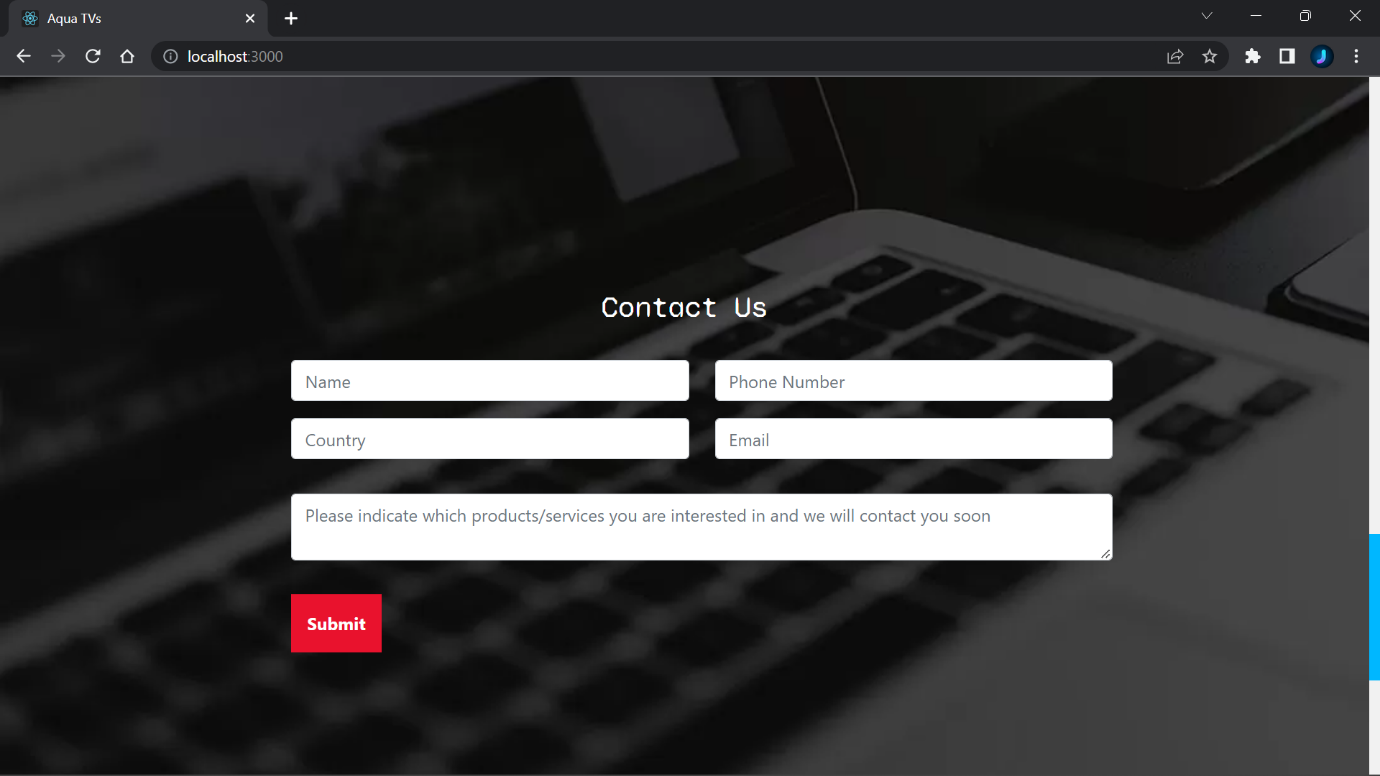 Aqua TVs
localhost:3000
Contact Us
Name
Phone Number
Country
Email
Please indicate which products/services you are interested in and we will contact you soon
Submit